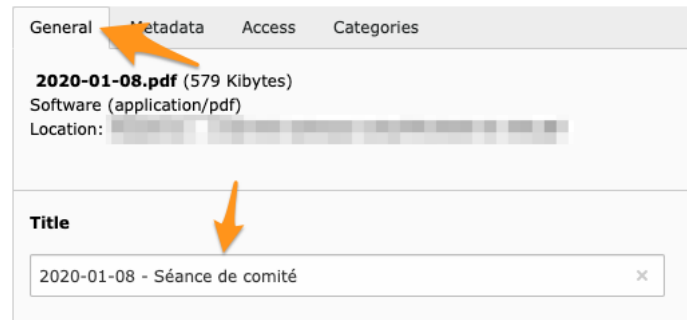 General Metadata Access Categories
2020-01-08.pdf (579 Kibytes)
Software (application/pdf)
Location:
Title
2020-01-08 - Séance de comité ×